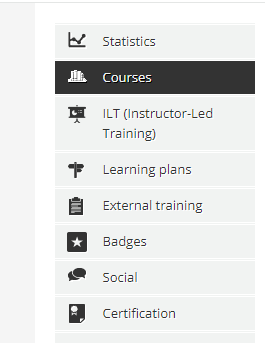 Statistics
Courses
ILT (Instructor-Led
Training)
Learning plans
External training
Badges
Social
Certification